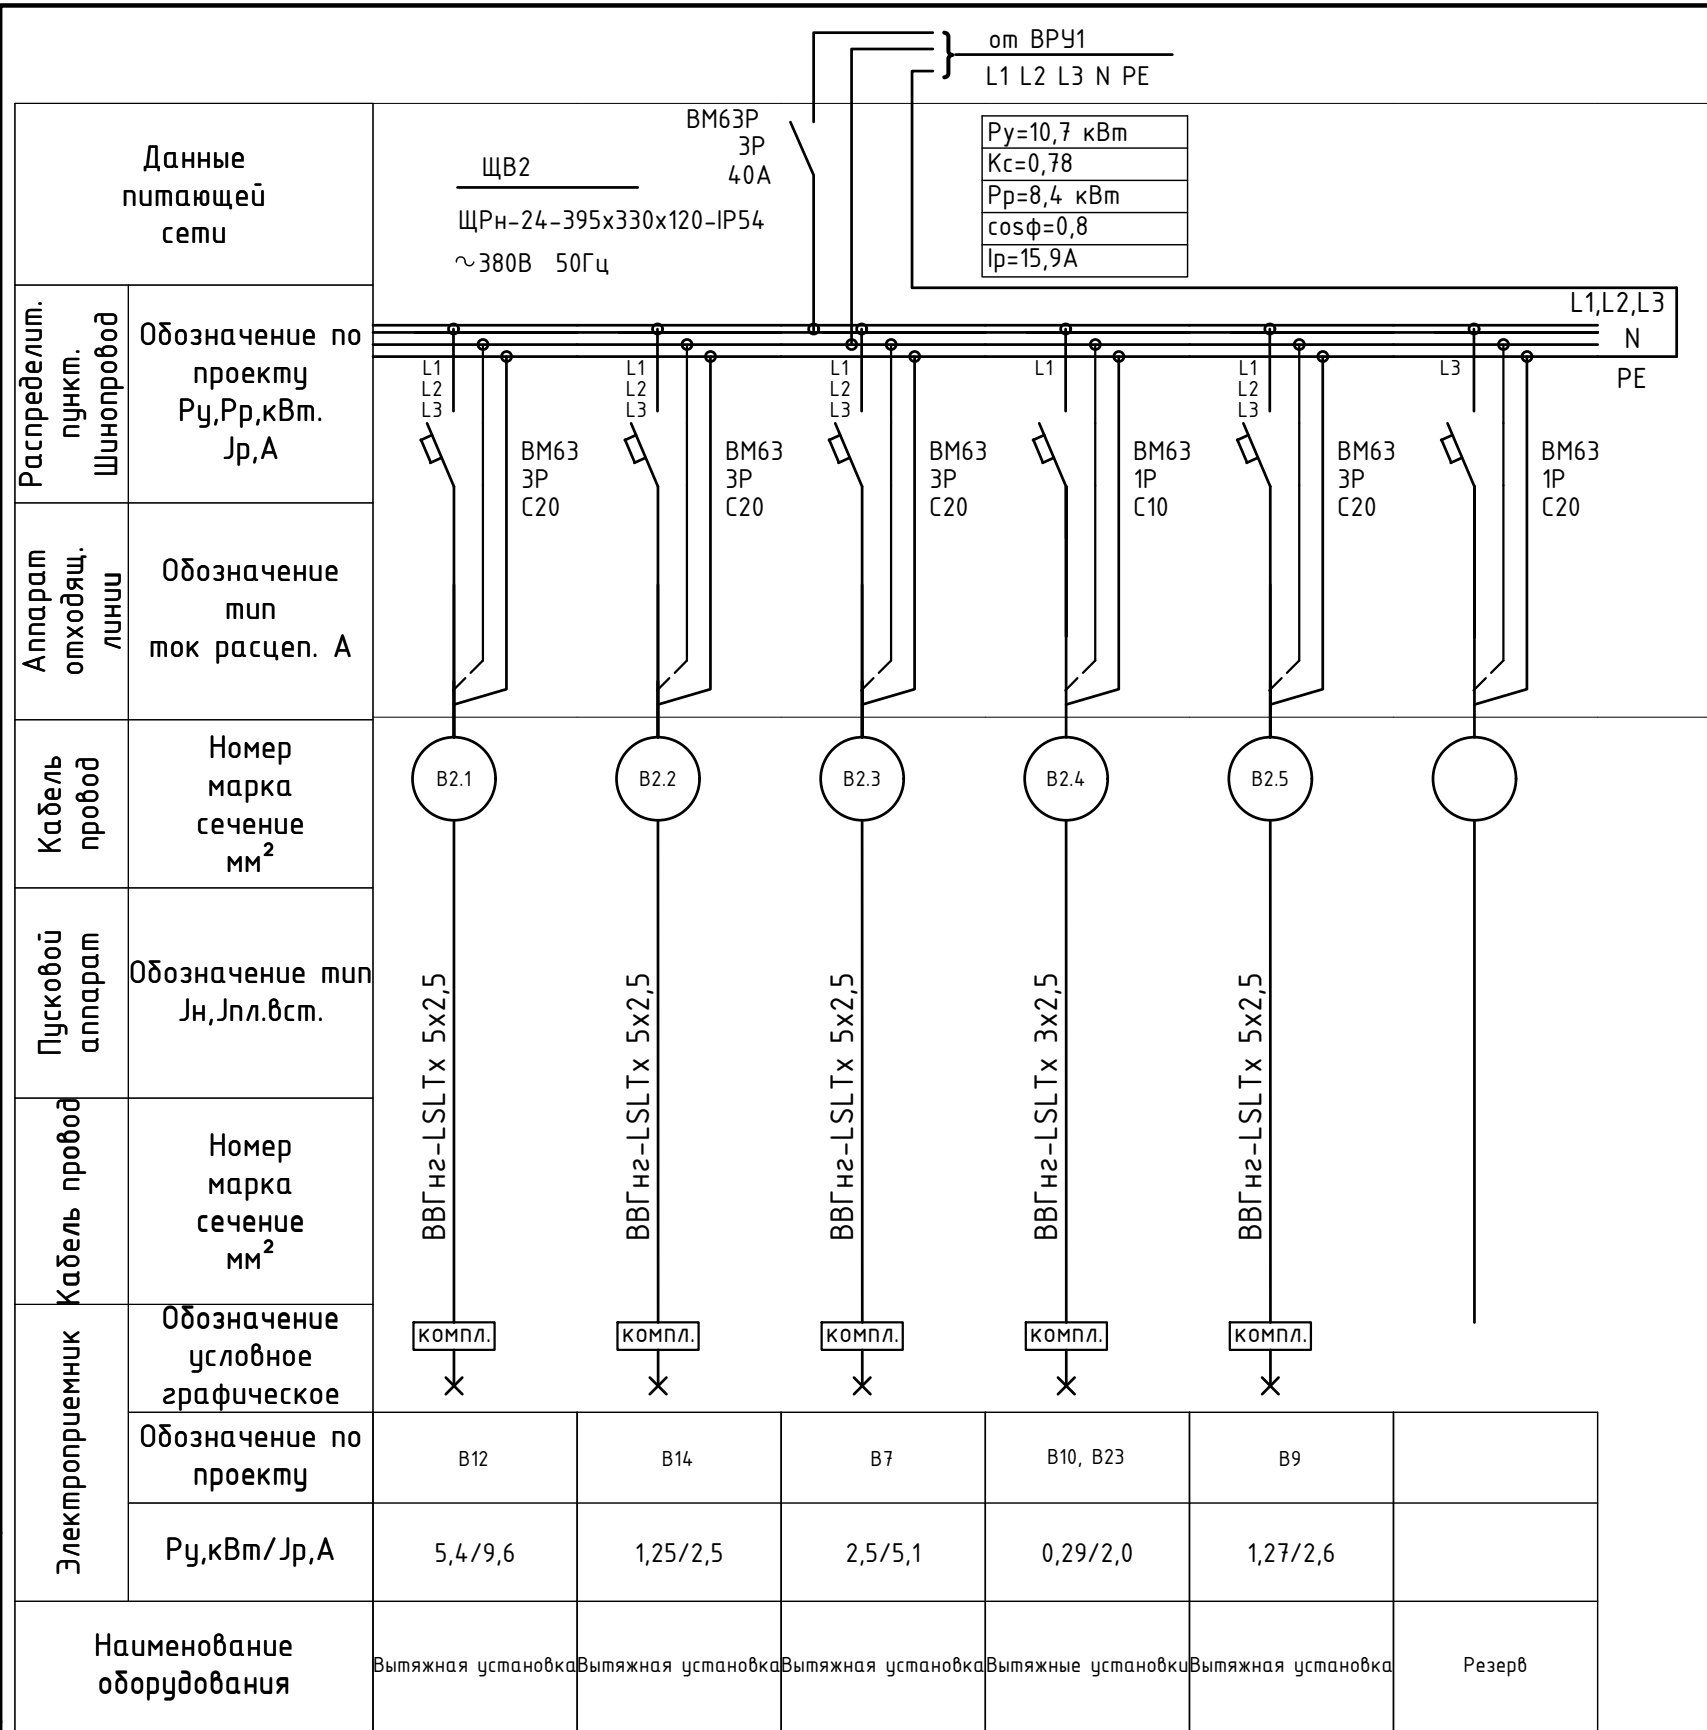 от ВРУ1
L1 L2 L3 N PE
Данные
питающей
сети
ЩВ2
ЩРн-24-395х330х120-IP54
~380В 50Гц
ВМ63Р
3Р
40А
Ру=10,7 кВт
Кс=0,78
Рр=8,4 кВт
cosφ=0,8
Iр=15,9А
Распределит.
пункт.
Шинопровод
Обозначение по
проекту
Ру,Рр,кВт.
Jр,А
L1,L2,L3
N
PE
L1
L2
L3
ВМ63
3Р
С20
L1
L2
L3
ВМ63
3Р
С20
L1
L2
L3
ВМ63
3Р
С20
L1
ВМ63
1Р
С10
L1
L2
L3
ВМ63
3Р
С20
L3
ВМ63
1Р
С20
Аппарат
отходящ.
линии
Обозначение
тип
ток расцеп. А
Кабель
провод
Номер
марка
сечение
мм²
В2.1
В2.2
В2.3
В2.4
В2.5
Пусковой
аппарат
Обозначение тип
Jн,Jпл.вст.
ВВГнг-LSLTx 5х2,5
ВВГнг-LSLTx 5х2,5
ВВГнг-LSLTx 5х2,5
ВВГнг-LSLTx 3х2,5
ВВГнг-LSLTx 5х2,5
Кабель провод
Номер
марка
сечение
мм²
Электроприемник
Обозначение
условное
графическое
компл.
компл.
компл.
компл.
компл.
Обозначение по
проекту
В12
В14
В7
В10, В23
В9
Ру,кВт/Jр,А
5,4/9,6
1,25/2,5
2,5/5,1
0,29/2,0
1,27/2,6
Наименование
оборудования
Вытяжная установка
Вытяжная установка
Вытяжная установка
Вытяжные установки
Вытяжная установка
Резерв